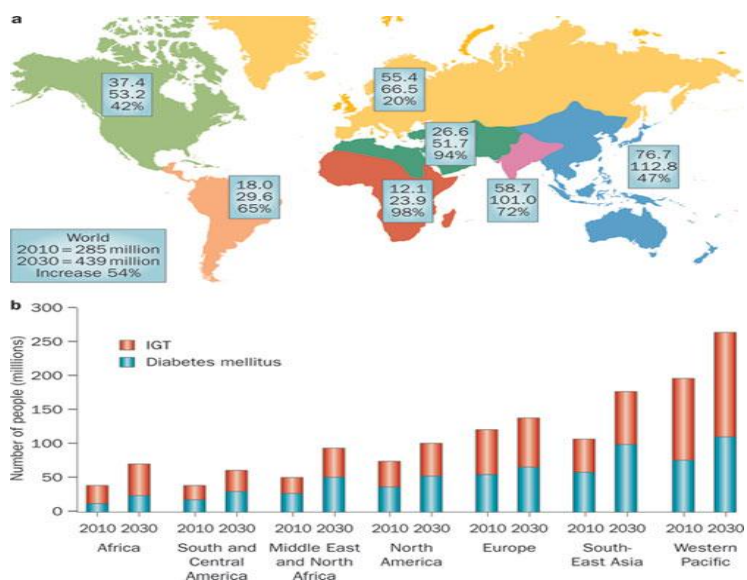 a
37.4
53.2
42%
55.4
66.5
20%
26.6
51.7
94%
76.7
112.8
47%
18.0
29.6
65%
12.1
23.9
98%
58.7
101.0
72%
World
2010 = 285 million
2030 = 439 million
Increase 54%
b
Number of people (millions)
300
250
200
150
100
50
0
IGT
Diabetes mellitus
2010 2030 2010 2030 2010 2030 2010 2030 2010 2030 2010 2030 2010 2030
Africa
South and
Central
America
Middle East
and North
Africa
North
America
Europe
South-
East Asia
Western
Pacific